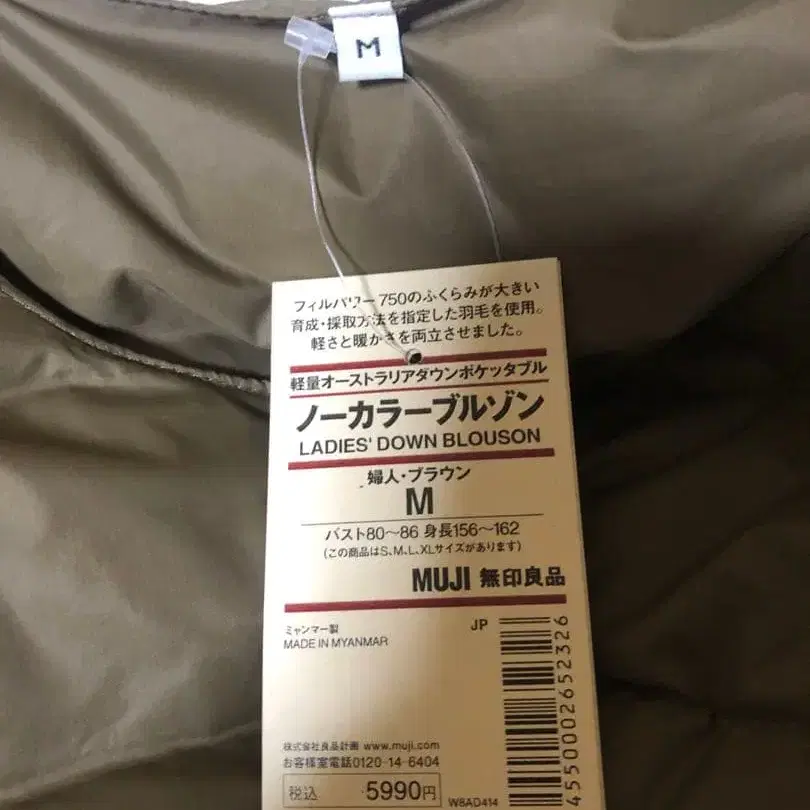 M
フィルパワー750のふくらみが大きい
育成・採取方法を指定した羽毛を使用。
軽さと暖かさを両立させました。
軽量オーストラリアダウンポケッタブル
ノーカラーブルゾン
LADIES' DOWN BLOUSON
婦人・ブラウン
M
バスト80〜86 身長156〜162
(この商品はS、M、L、XLサイズがあります)
MUJI 無印良品
ミャンマー製
MADE IN MYANMAR
JP
4550002652326
株式会社良品計画 www.muji.com
お客様室電話0120-14-6404
税込 5990円
W8AD414